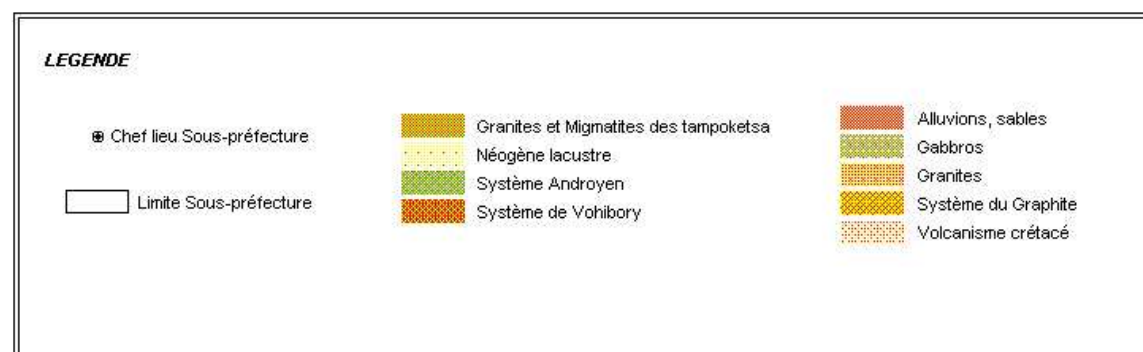 LEGENDE
Chef lieu Sous-préfecture
Limite Sous-préfecture
Granites et Migmatites des tampoketsa
Néogène lacustre
Système Androyen
Système de Vohibory
Alluvions, sables
Gabbros
Granites
Système du Graphite
Volcanisme crétacé